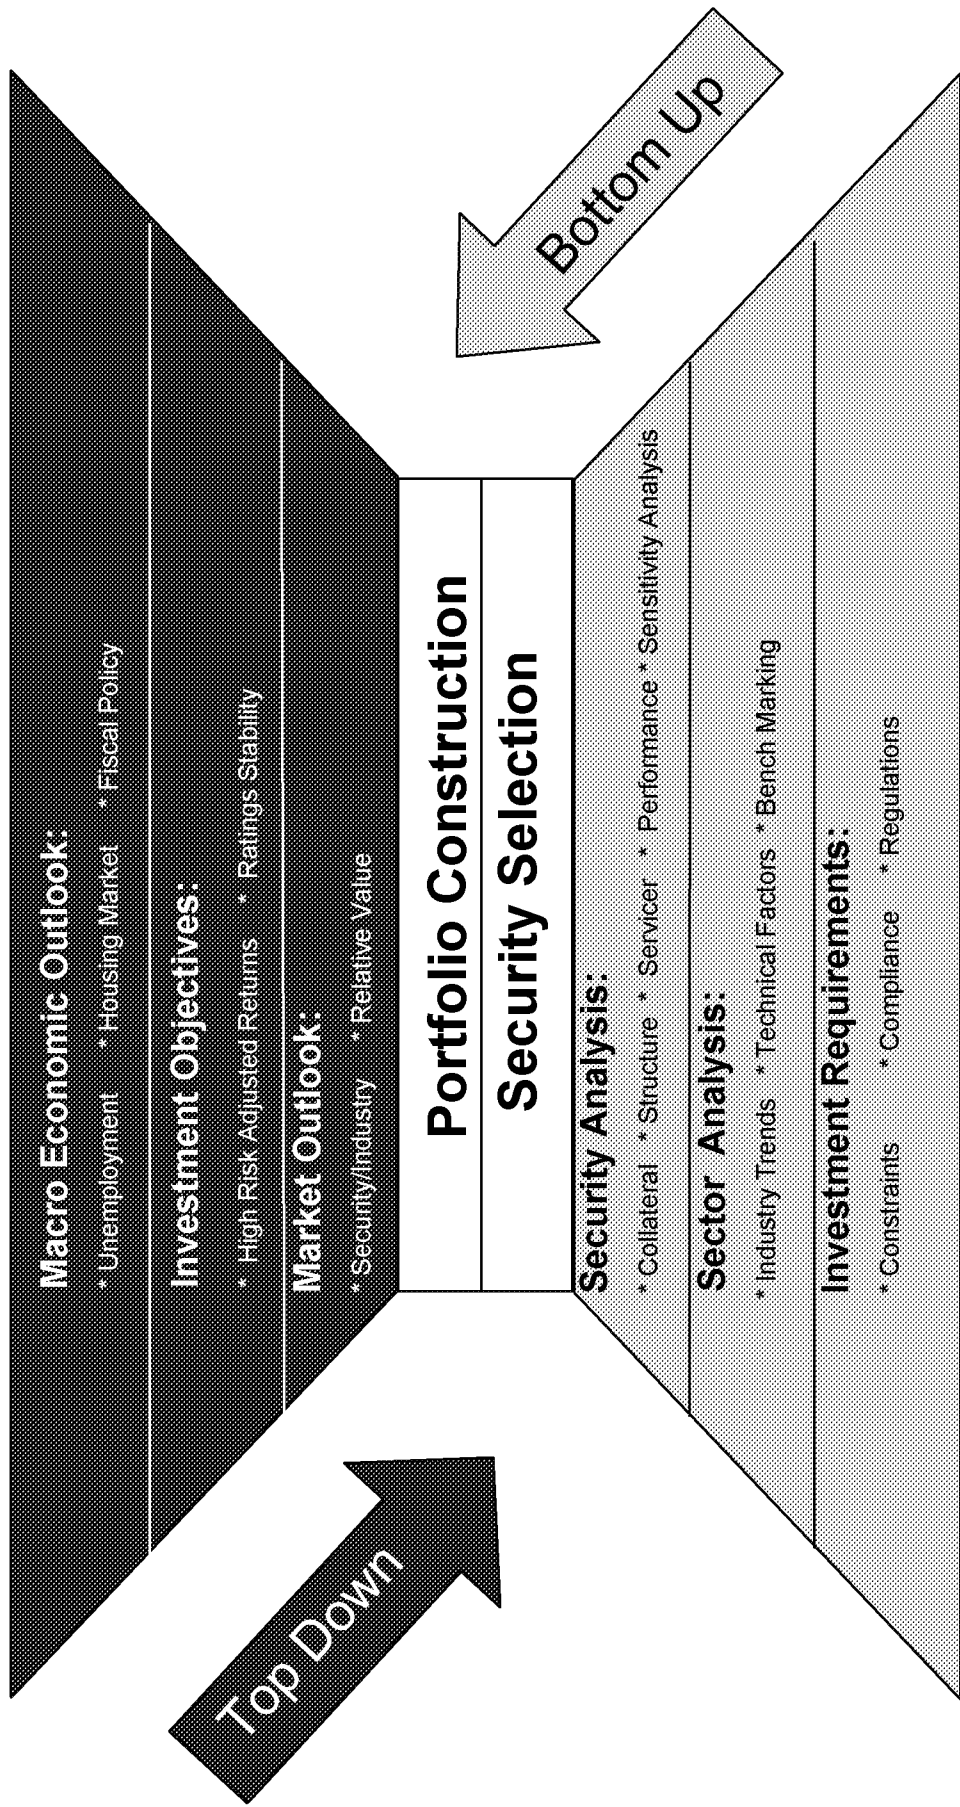 Macro Economic Outlook:
* Unemployment * Housing Market * Fiscal Policy
Investment Objectives:
* High Risk Adjusted Returns * Ratings Stability
Market Outlook:
* Security/Industry * Relative Value
Portfolio Construction
Security Selection
Security Analysis:
* Collateral * Structure * Servicer * Performance * Sensitivity Analysis
Sector Analysis:
* Industry Trends * Technical Factors * Bench Marking
Investment Requirements:
* Constraints * Compliance * Regulations
Top Down
Bottom Up